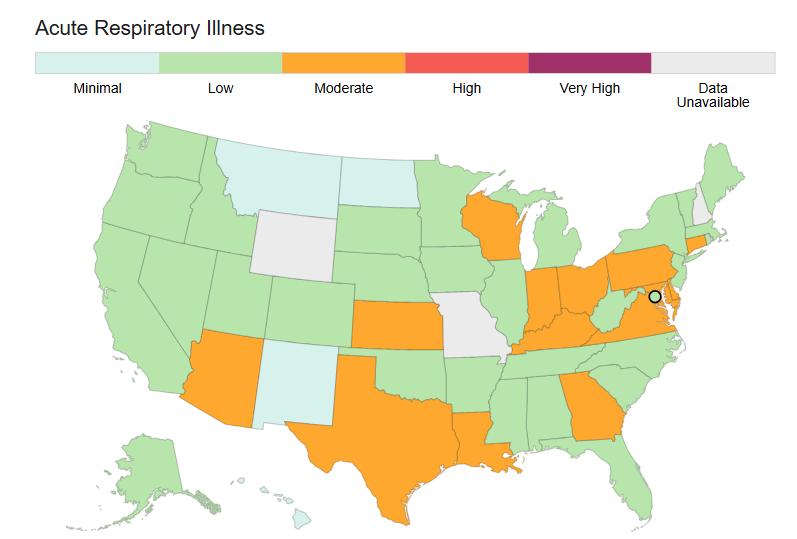 Acute Respiratory Illness
Minimal
Low
Moderate
High
Very High
Data
Unavailable